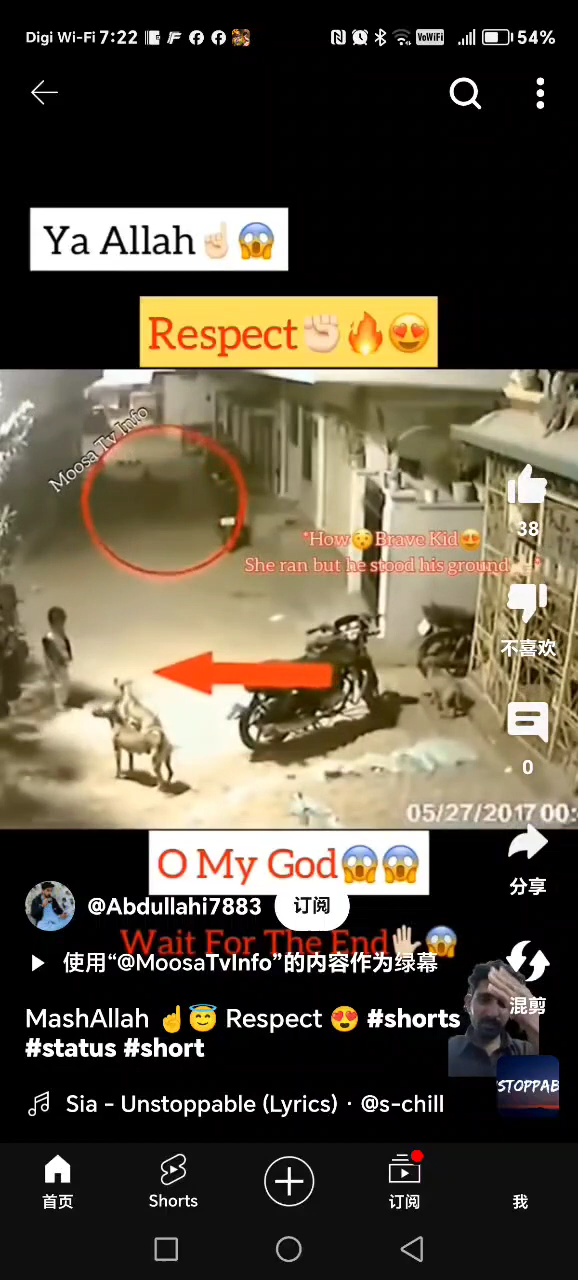 Digi Wi-Fi 7:22
VoWiFi
54%
Ya Allah☝🏻😱
Respect✊🏻🔥😍
Moosa Tv Info
38
"How😯Brave Kid😍
She ran but he stood his ground
不喜欢
0
05/27/2017 00:
O My God😱😱
分享
@Abdullahi7883
订阅
Wait For The End✋🏻😱
使用“@MoosaTvInfo”的内容作为绿幕
混剪
MashAllah ☝️😇 Respect 😍 #shorts
#status #short
STOPPAB
Sia - Unstoppable (Lyrics) · @s-chill
首页
Shorts
订阅
我